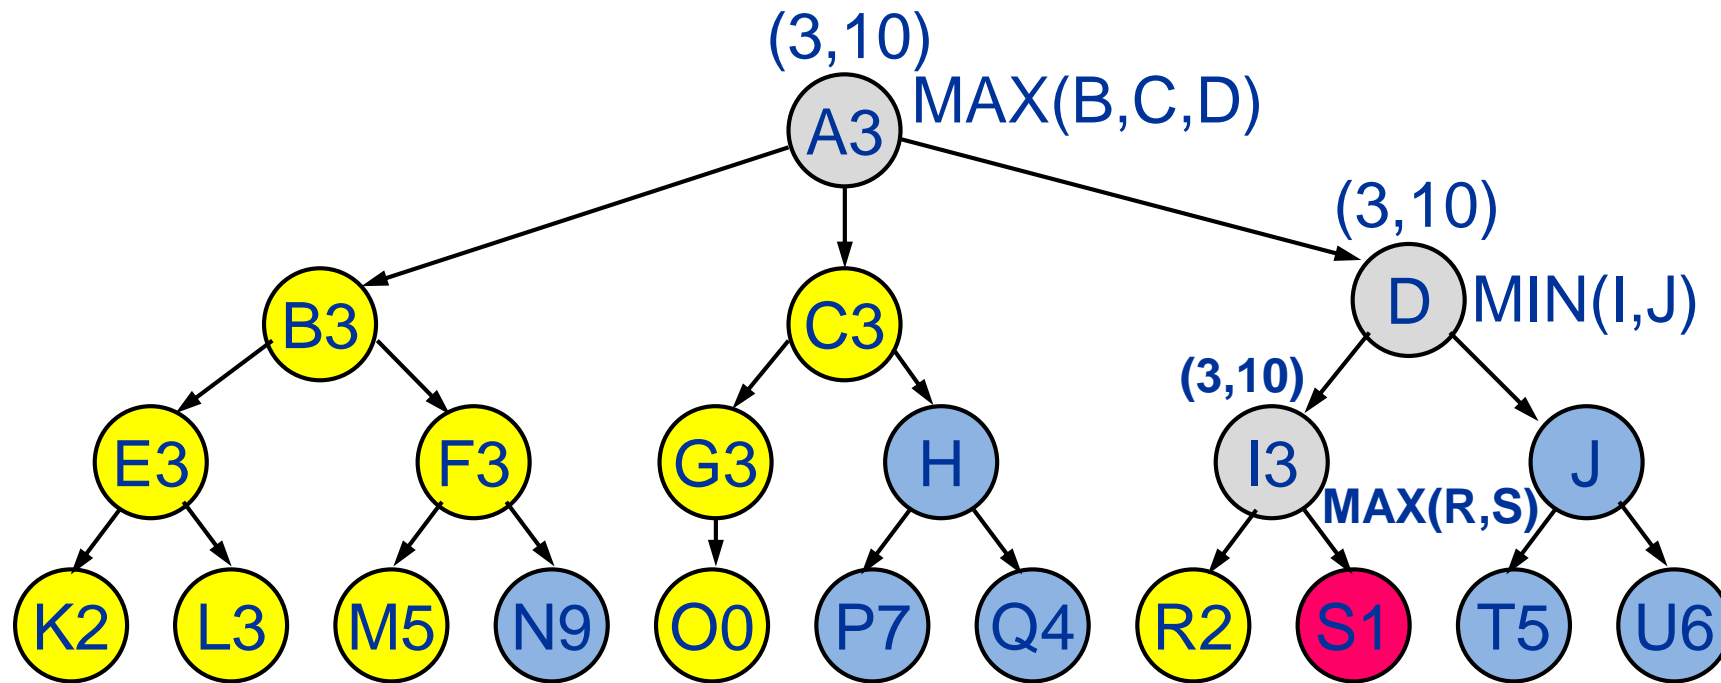 (3,10)
A3 MAX(B,C,D)
(3,10)
B3 C3 D MIN(I,J)
(3,10)
E3 F3 G3 H I3 J
MAX(R,S)
K2 L3 M5 N9 O0 P7 Q4 R2 S1 T5 U6